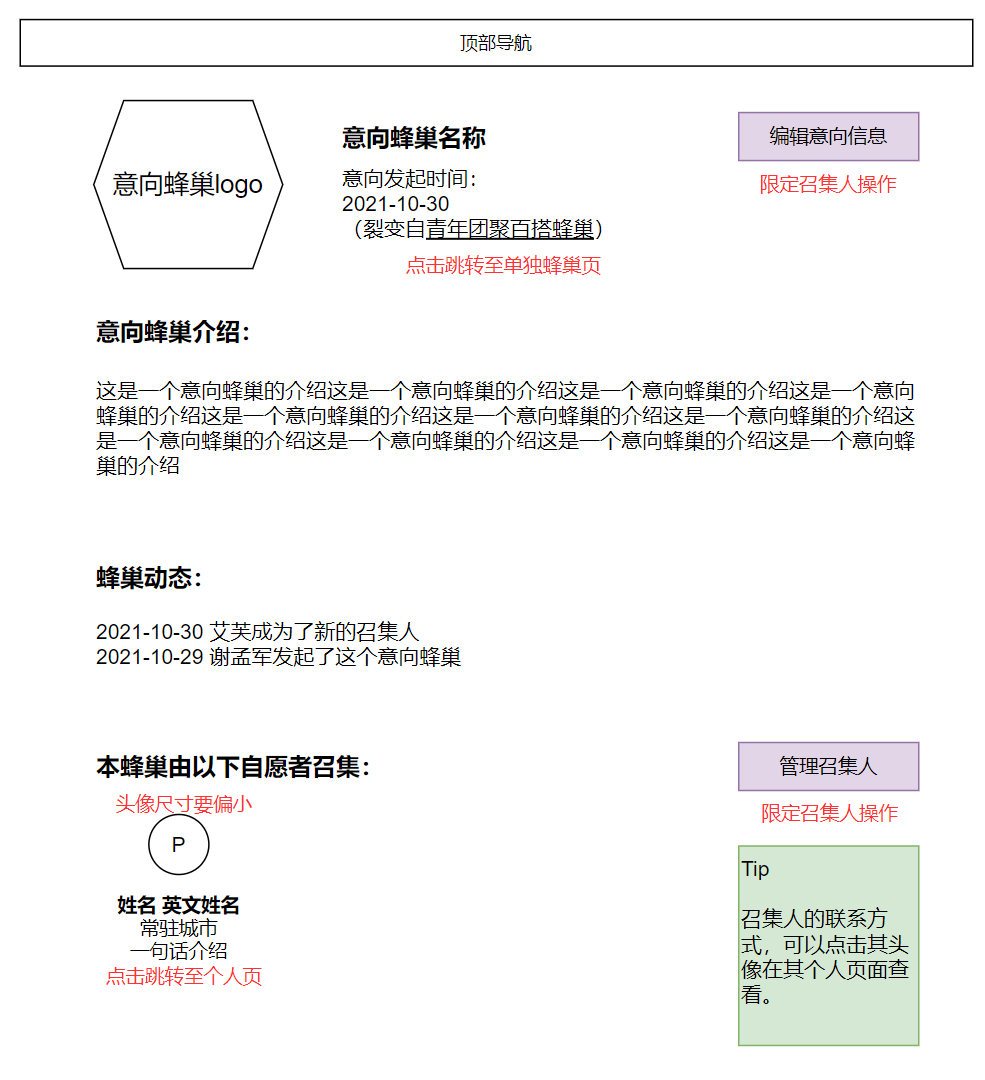 顶部导航
意向蜂巢logo
意向蜂巢名称
编辑意向信息
限定召集人操作
意向发起时间：
2021-10-30
（裂变自青年团聚百搭蜂巢）
点击跳转至单独蜂巢页
意向蜂巢介绍：
这是一个意向蜂巢的介绍这是一个意向蜂巢的介绍这是一个意向蜂巢的介绍这是一个意向
蜂巢的介绍这是一个意向蜂巢的介绍这是一个意向蜂巢的介绍这是一个意向蜂巢的介绍这
是一个意向蜂巢的介绍这是一个意向蜂巢的介绍这是一个意向蜂巢的介绍这是一个意向蜂
巢的介绍
蜂巢动态：
2021-10-30 艾芙成为了新的召集人
2021-10-29 谢孟军发起了这个意向蜂巢
本蜂巢由以下自愿者召集：
头像尺寸要偏小
P
姓名 英文姓名
常驻城市
一句话介绍
点击跳转至个人页
管理召集人
限定召集人操作
Tip
召集人的联系方
式，可以点击其头
像在其个人页面查
看。